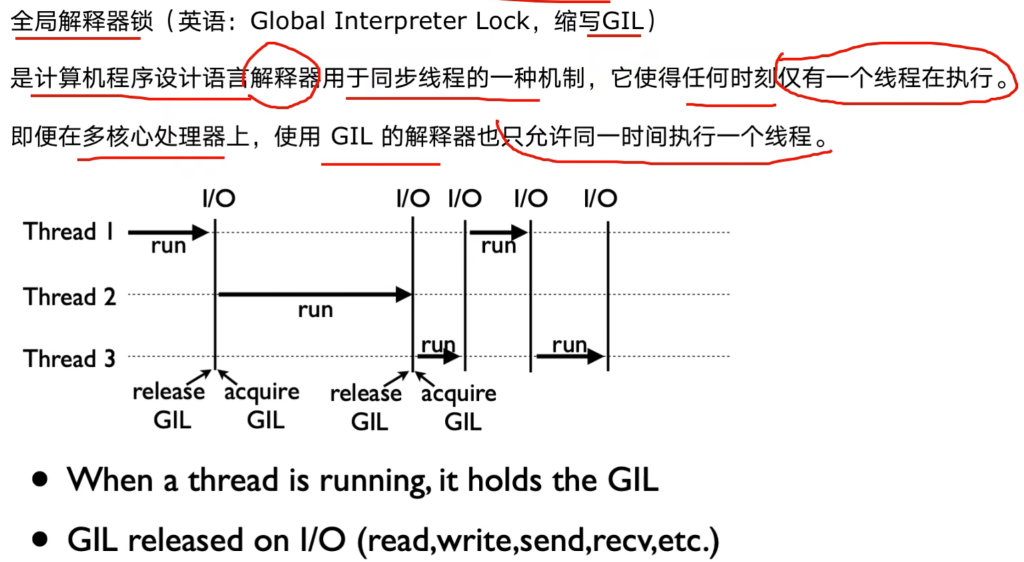 全局解释器锁（英语：Global Interpreter Lock，缩写GIL）
是计算机程序设计语言解释器用于同步线程的一种机制，它使得任何时刻仅有一个线程在执行。
即便在多核心处理器上，使用 GIL 的解释器也只允许同一时间执行一个线程。
I/O I/O I/O I/O I/O
Thread 1
run run
Thread 2
run
run run
Thread 3
release acquire release acquire
GIL GIL GIL GIL
• When a thread is running, it holds the GIL
• GIL released on I/O (read,write,send,recv,etc.)